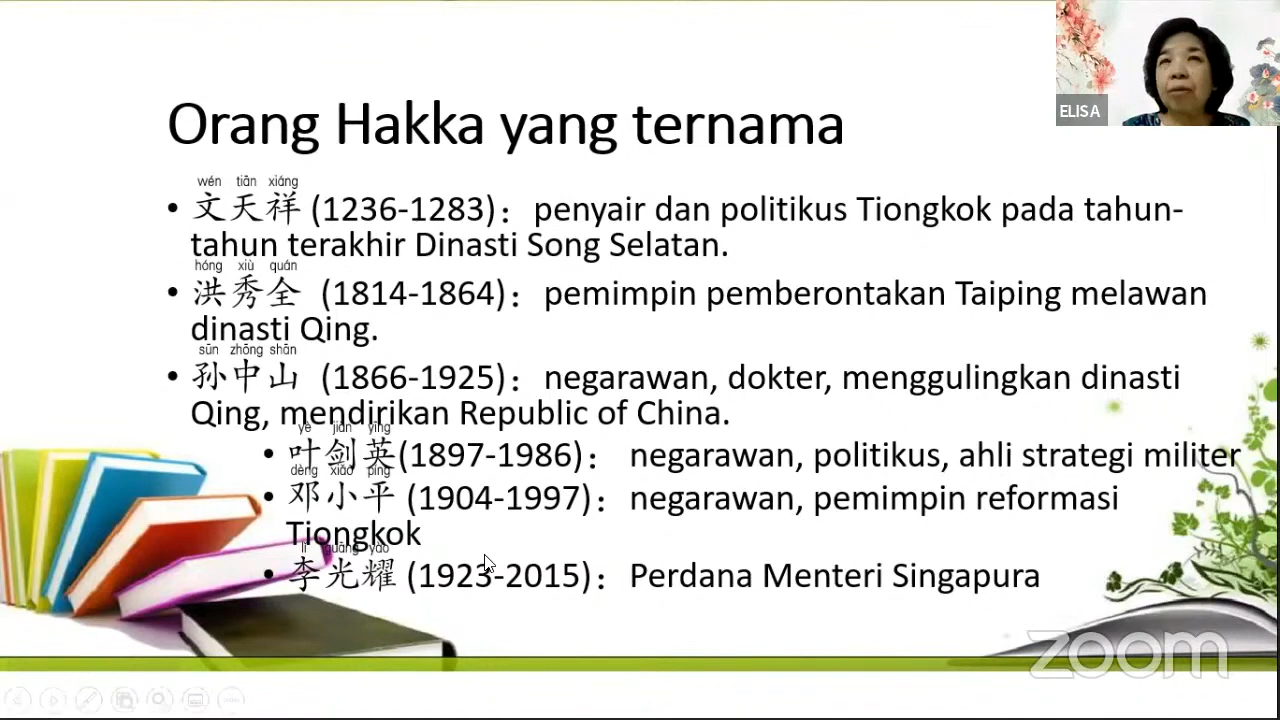 ELISA
Orang Hakka yang ternama
wén tiān xiáng
• 文天祥 (1236-1283)：penyair dan politikus Tiongkok pada tahun-
tahun terakhir Dinasti Song Selatan.
hóng xiù quán
• 洪秀全 (1814-1864)：pemimpin pemberontakan Taiping melawan
dinasti Qing.
sūn zhōng shān
• 孙中山 (1866-1925)：negarawan, dokter, menggulingkan dinasti
Qing, mendirikan Republic of China.
yè jiàn yīng
• 叶剑英(1897-1986)： negarawan, politikus, ahli strategi militer
dèng xiǎo píng
• 邓小平 (1904-1997)： negarawan, pemimpin reformasi
Tiongkok
lǐ guāng yào
• 李光耀 (1923-2015)： Perdana Menteri Singapura
zoom